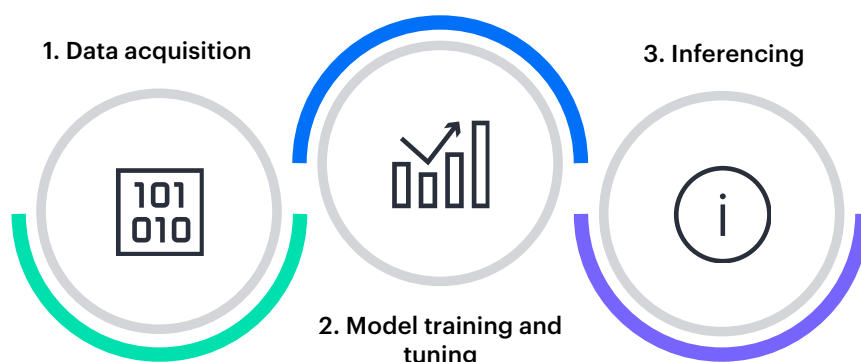 1. Data acquisition
3. Inferencing
101
010
i
2. Model training and
tuning